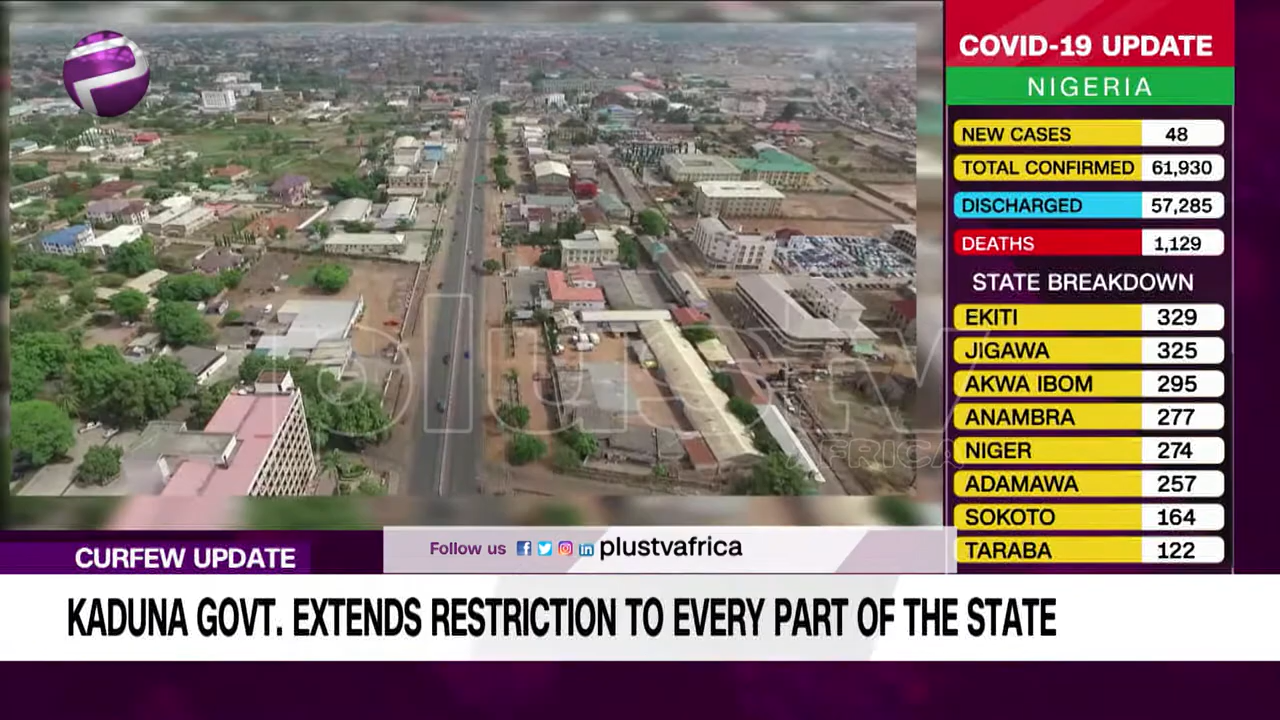 COVID-19 UPDATE
NIGERIA
NEW CASES 48
TOTAL CONFIRMED 61,930
DISCHARGED 57,285
DEATHS 1,129
STATE BREAKDOWN
EKITI 329
JIGAWA 325
AKWA IBOM 295
ANAMBRA 277
NIGER 274
ADAMAWA 257
SOKOTO 164
TARABA 122
plustv
AFRICA
Follow us plustvafrica
CURFEW UPDATE
KADUNA GOVT. EXTENDS RESTRICTION TO EVERY PART OF THE STATE